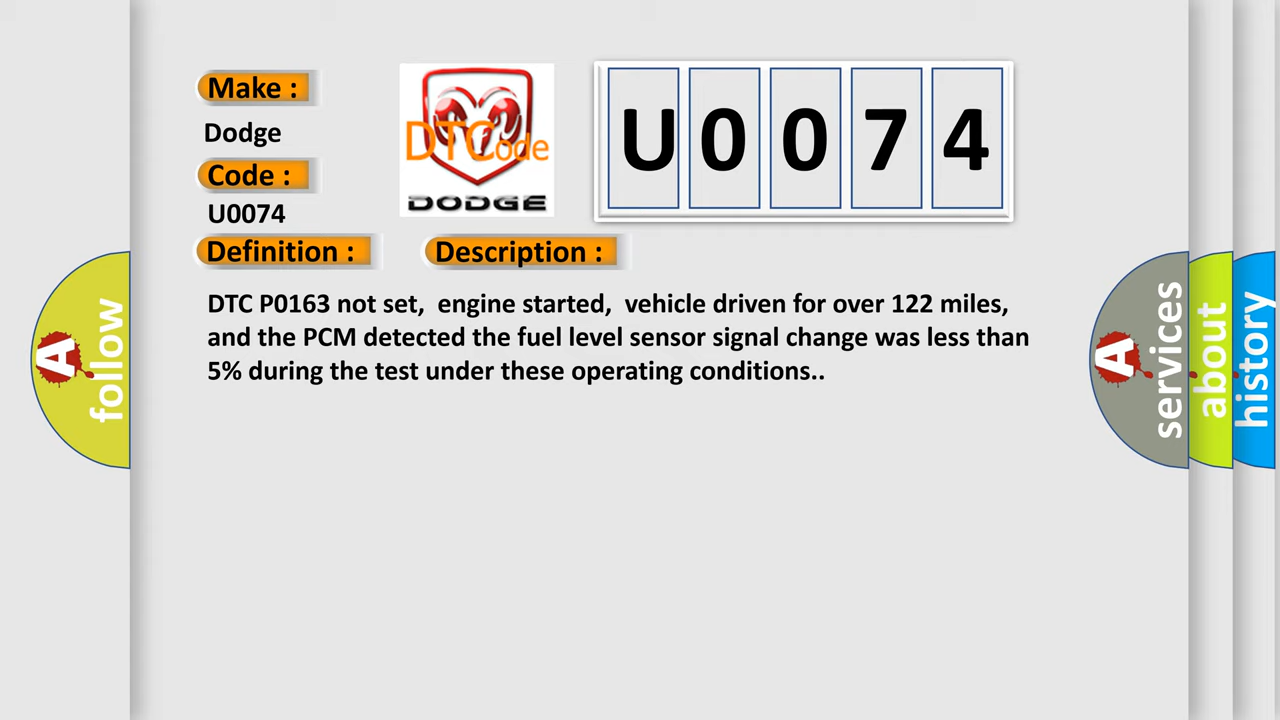 Make :
Dodge
Code :
U0074
Definition :
Description :
DTC P0163 not set, engine started, vehicle driven for over 122 miles,
and the PCM detected the fuel level sensor signal change was less than
5% during the test under these operating conditions..
DTCode
DODGE
U0074
A follow
A services
about
history